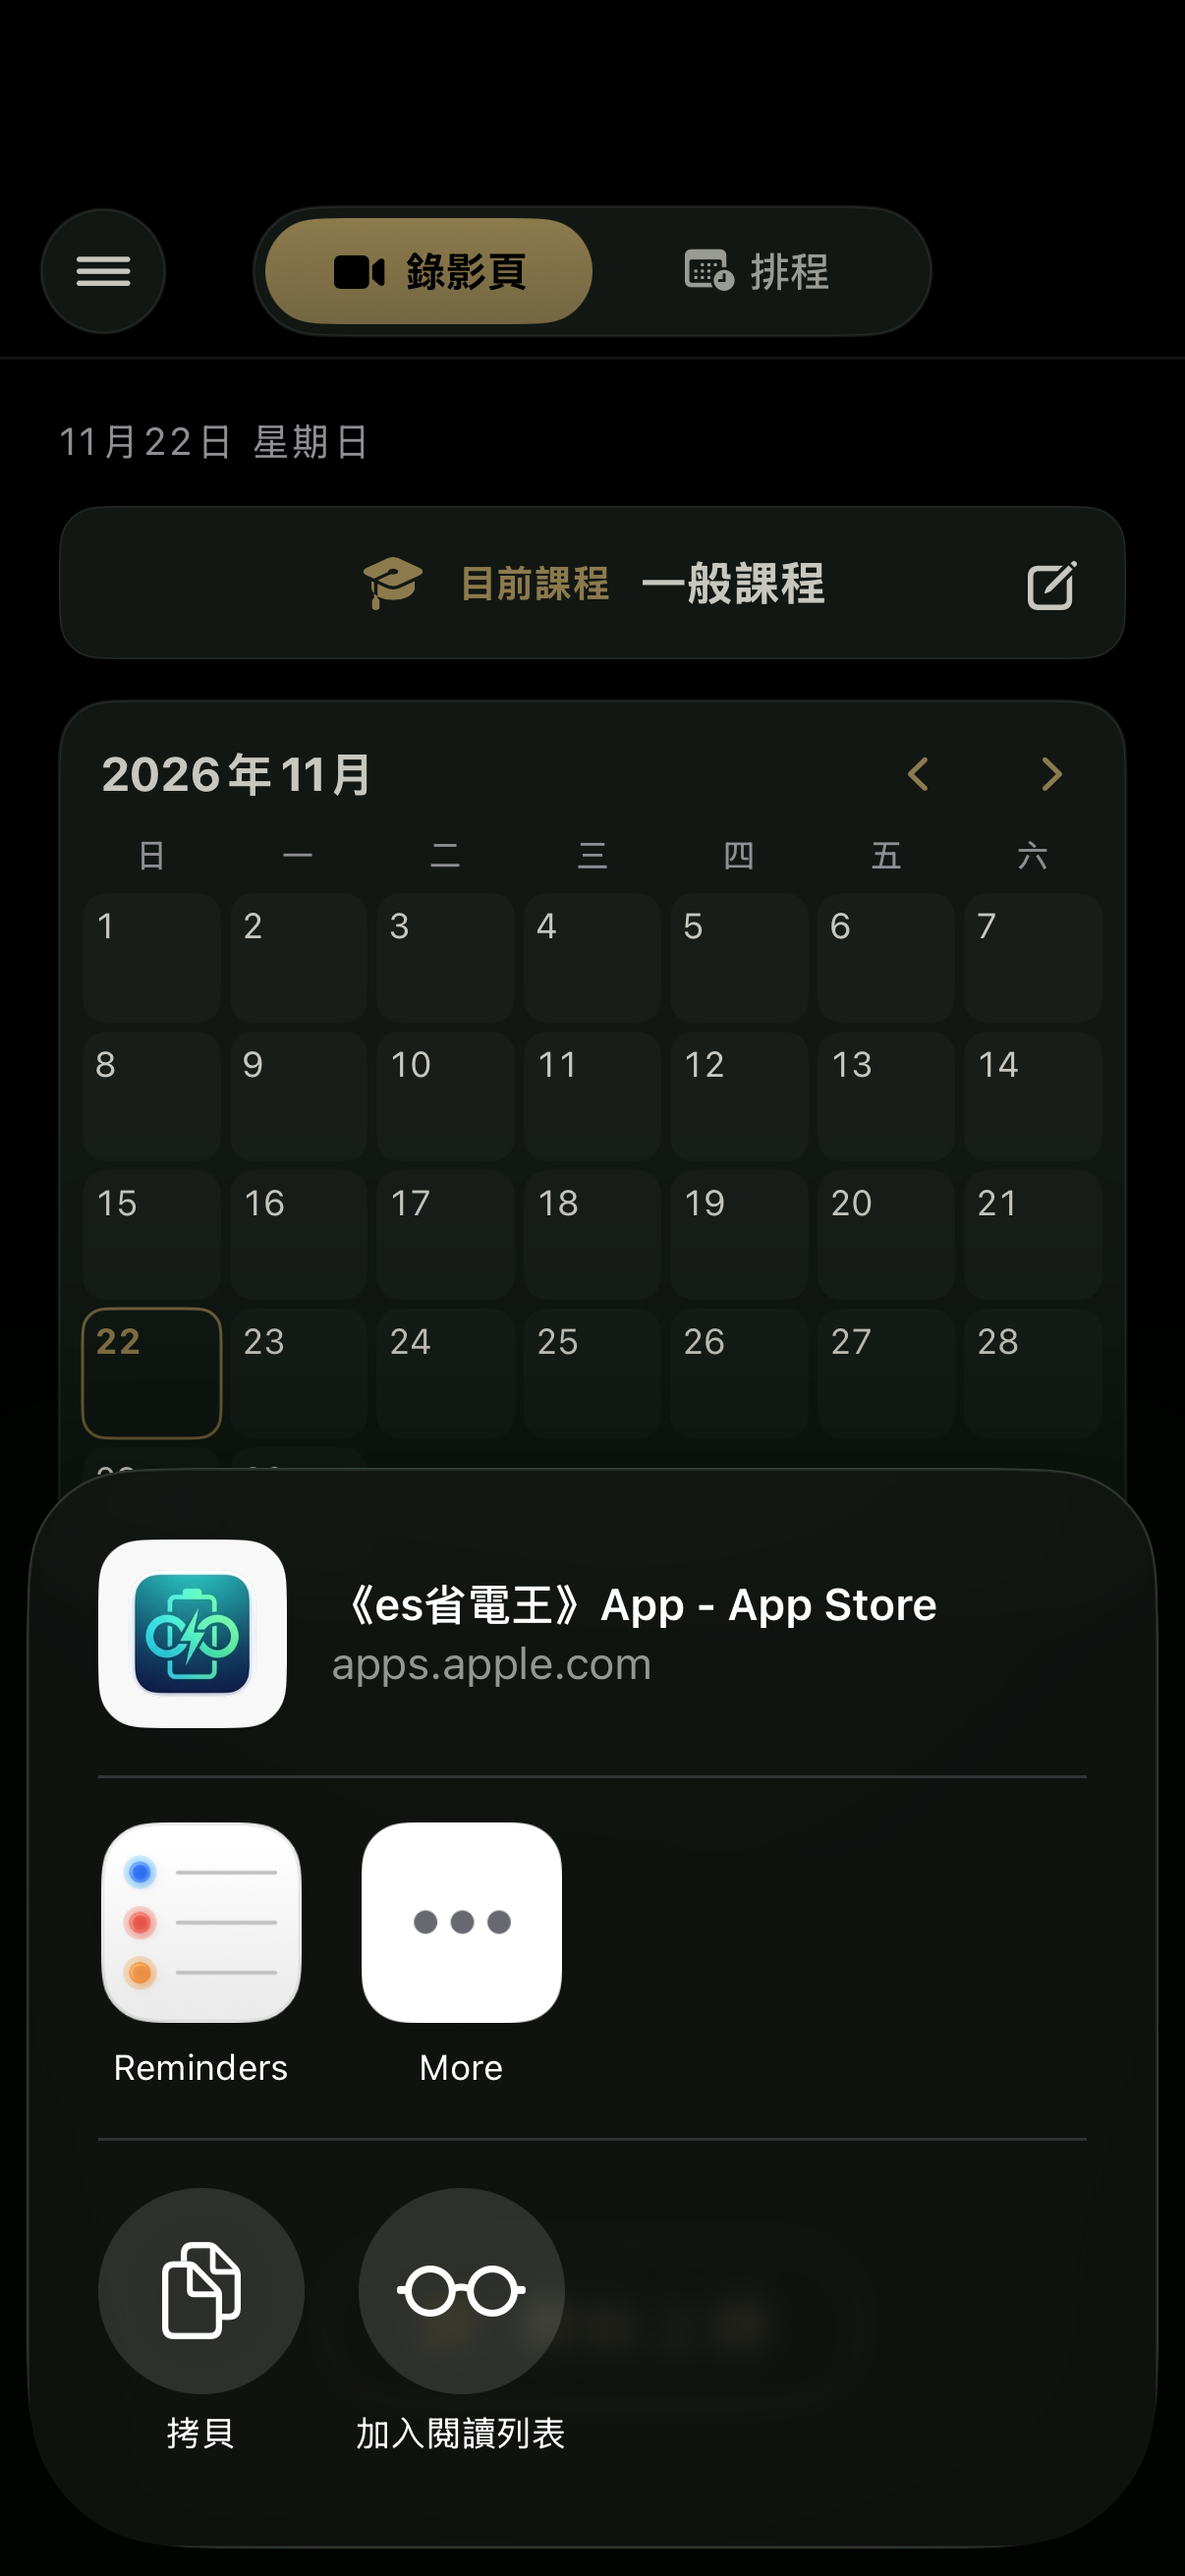 錄影頁 排程
11月22日 星期日
目前課程 一般課程
2026年 11月
日 一 二 三 四 五 六
1 2 3 4 5 6 7
8 9 10 11 12 13 14
15 16 17 18 19 20 21
22 23 24 25 26 27 28
《es省電王》App - App Store
apps.apple.com
Reminders More
拷貝 加入閱讀列表